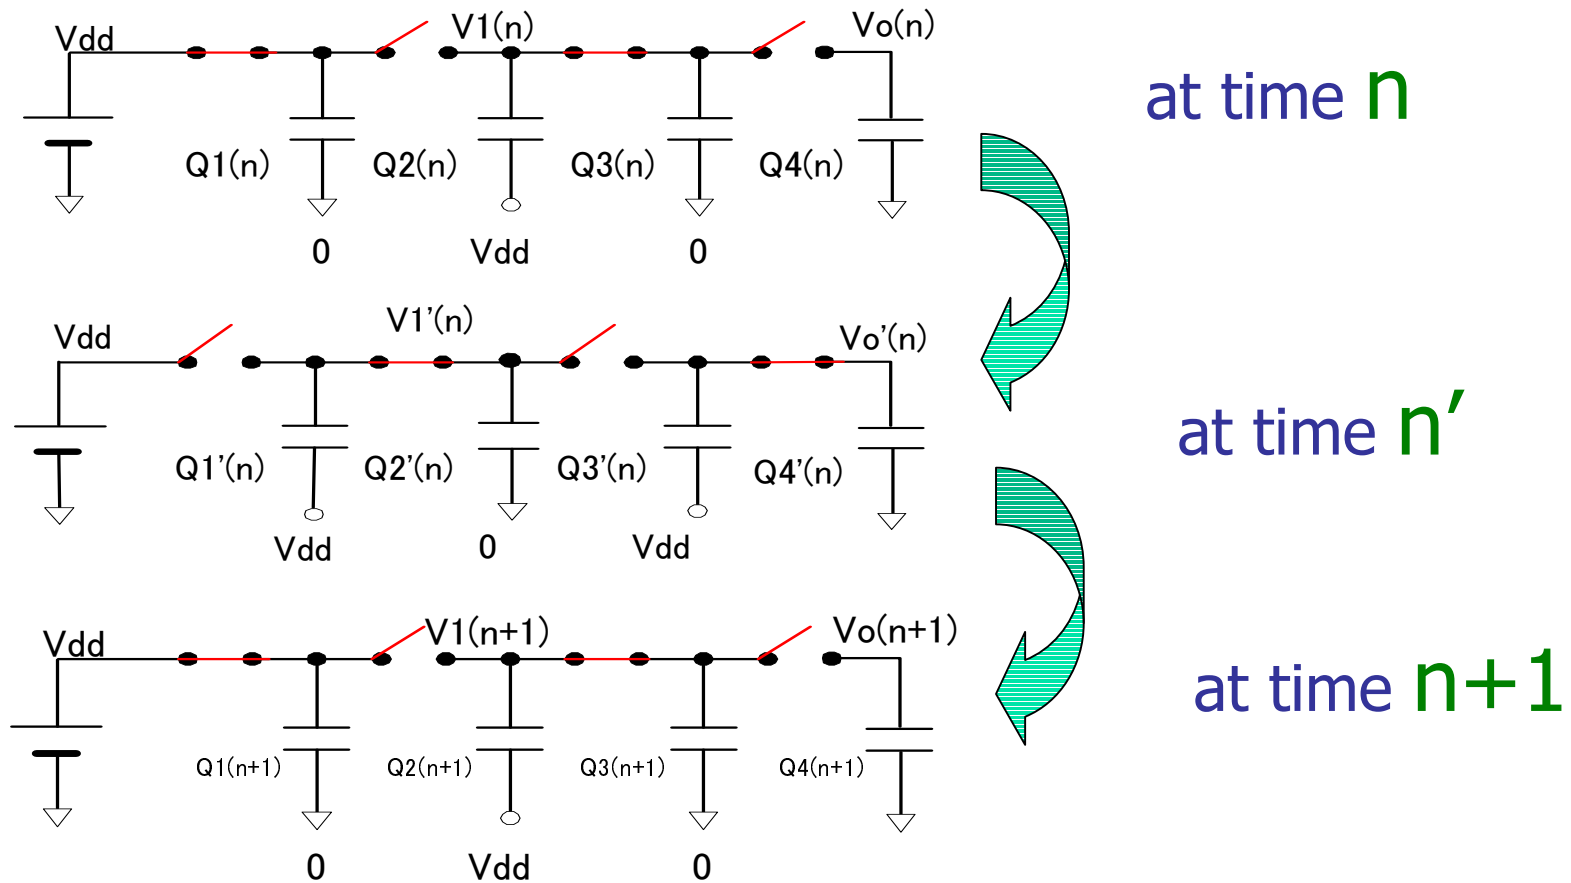 Vdd V1(n) Vo(n)
at time n
Q1(n) Q2(n) Q3(n) Q4(n)
0 Vdd 0
Vdd V1'(n) Vo'(n)
at time n′
Q1'(n) Q2'(n) Q3'(n) Q4'(n)
Vdd 0 Vdd
Vdd V1(n+1) Vo(n+1)
at time n+1
Q1(n+1) Q2(n+1) Q3(n+1) Q4(n+1)
0 Vdd 0